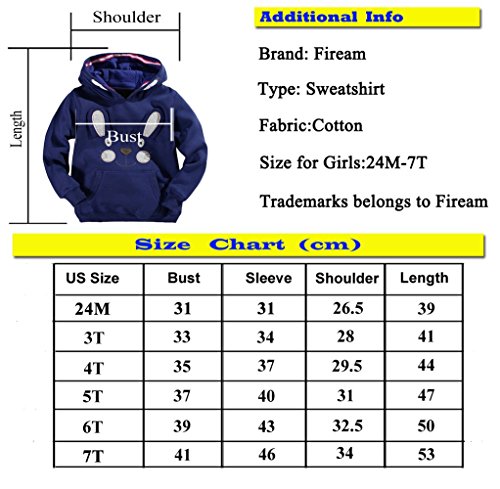 Shoulder
Length
Bust
Additional Info
Brand: Fiream
Type: Sweatshirt
Fabric:Cotton
Size for Girls:24M-7T
Trademarks belongs to Fiream
Size Chart (cm)
US Size Bust Sleeve Shoulder Length
24M 31 31 26.5 39
3T 33 34 28 41
4T 35 37 29.5 44
5T 37 40 31 47
6T 39 43 32.5 50
7T 41 46 34 53